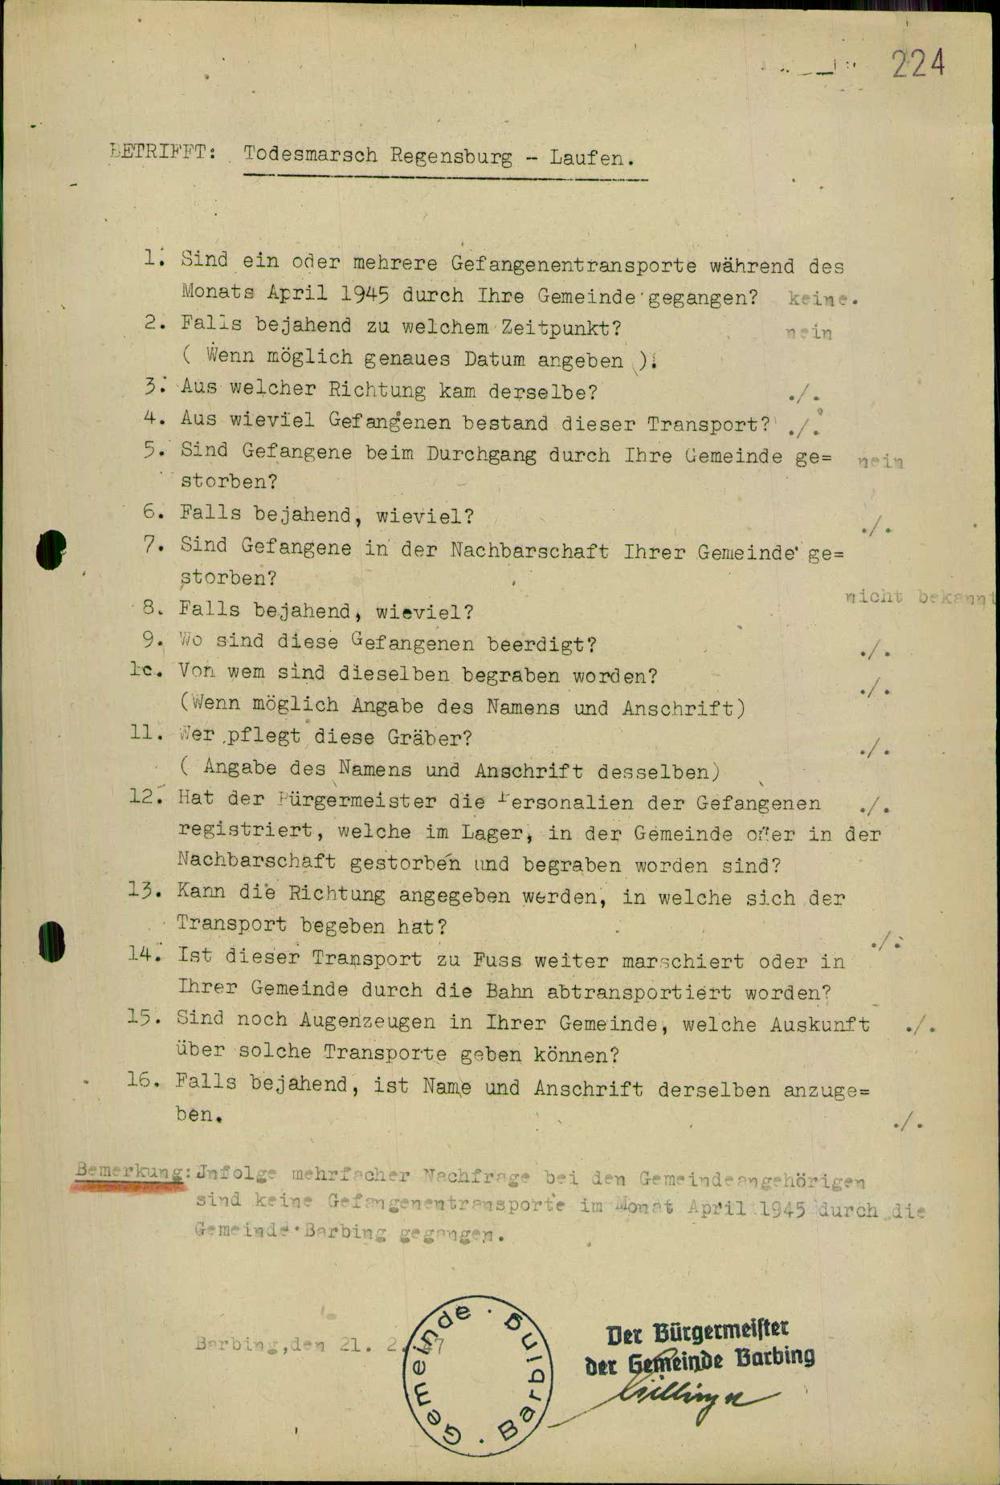 224
BETRIFFT: Todesmarsch Regensburg - Laufen.
1. Sind ein oder mehrere Gefangenentransporte während des
Monats April 1945 durch Ihre Gemeinde gegangen? keine.
2. Falls bejahend zu welchem Zeitpunkt? nein
( Wenn möglich genaues Datum angeben ).
3. Aus welcher Richtung kam derselbe? ./.
4. Aus wieviel Gefangenen bestand dieser Transport? ./.
5. Sind Gefangene beim Durchgang durch Ihre Gemeinde ge= nein
storben?
6. Falls bejahend, wieviel? ./.
7. Sind Gefangene in der Nachbarschaft Ihrer Gemeinde ge=
storben?
nicht bekannt
8. Falls bejahend, wieviel?
9. Wo sind diese Gefangenen beerdigt? ./.
1c. Von wem sind dieselben begraben worden? ./.
(Wenn möglich Angabe des Namens und Anschrift)
11. Wer pflegt diese Gräber? ./.
( Angabe des Namens und Anschrift desselben)
12. Hat der Bürgermeister die Personalien der Gefangenen ./.
registriert, welche im Lager, in der Gemeinde oder in der
Nachbarschaft gestorben und begraben worden sind?
13. Kann die Richtung angegeben werden, in welche sich der
Transport begeben hat? ./.
14. Ist dieser Transport zu Fuss weiter marschiert oder in
Ihrer Gemeinde durch die Bahn abtransportiert worden?
15. Sind noch Augenzeugen in Ihrer Gemeinde, welche Auskunft ./.
über solche Transporte geben können?
16. Falls bejahend, ist Name und Anschrift derselben anzuge=
ben. ./.
Bemerkung: Jnfolge mehrfacher Nachfrage bei den Gemeindeangehörigen
sind keine Gefangenentransporte im Monat April 1945 durch die
Gemeinde Barbing gegangen.
Barbing,den 21. 2. 47
Gemeinde · Barbing ·
Der Bürgermeister
der Gemeinde Barbing